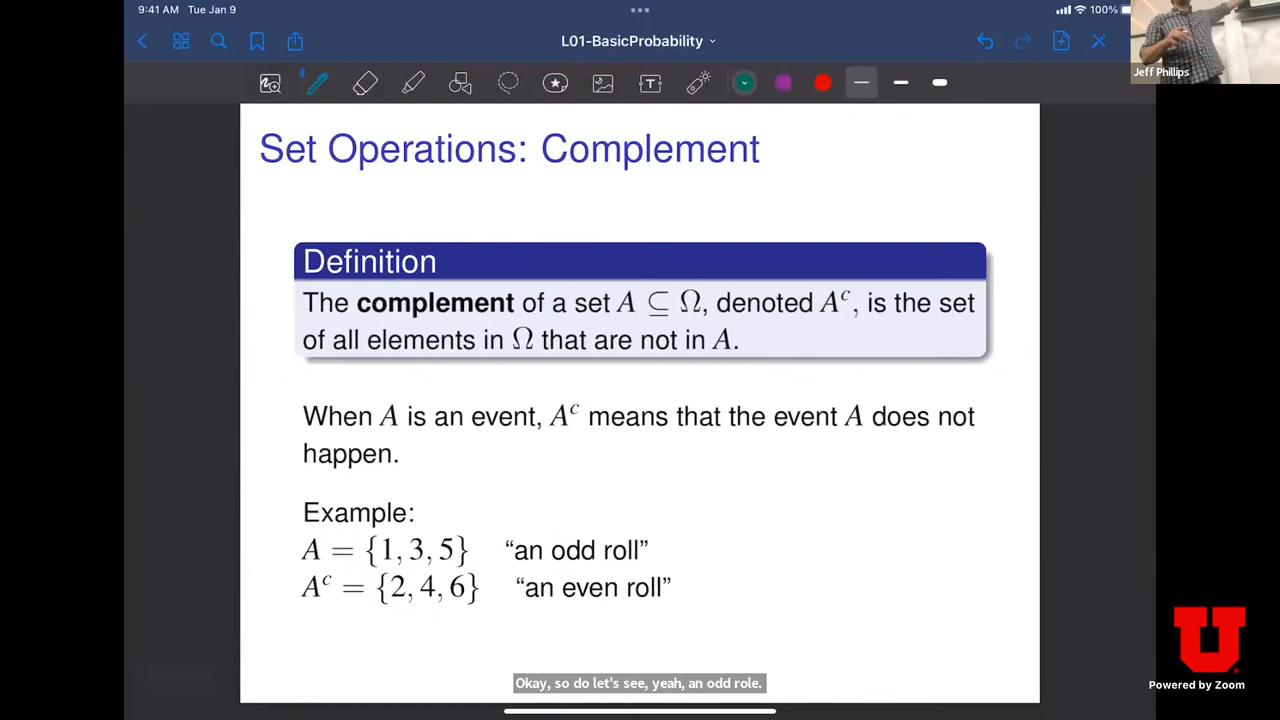 9:41 AM Tue Jan 9
100%
L01-BasicProbability
Jeff Phillips
T
Set Operations: Complement
Definition
The complement of a set A ⊆ Ω, denoted Aᶜ, is the set
of all elements in Ω that are not in A.
When A is an event, Aᶜ means that the event A does not
happen.
Example:
A = {1, 3, 5} “an odd roll”
Aᶜ = {2, 4, 6} “an even roll”
Okay, so do let's see, yeah, an odd role.
U
Powered by Zoom